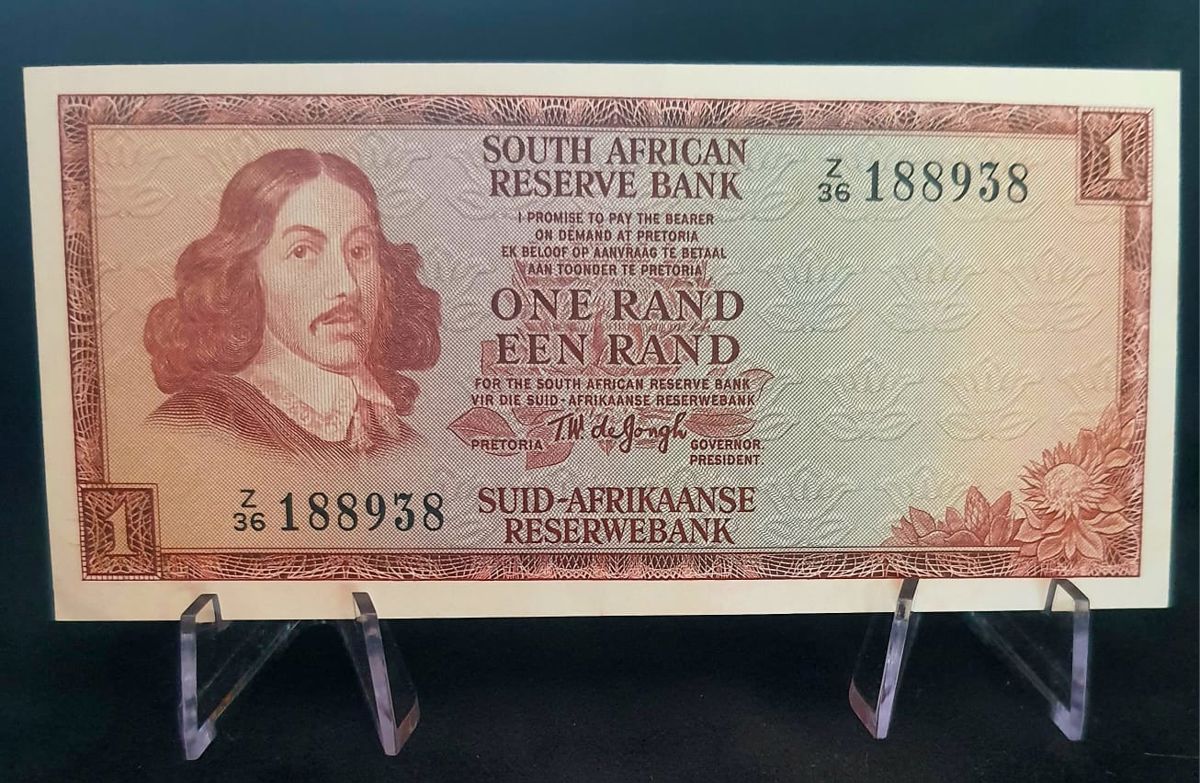 1
SOUTH AFRICAN
RESERVE BANK
Z/36 188938
I PROMISE TO PAY THE BEARER
ON DEMAND AT PRETORIA
EK BELOOF OP AANVRAAG TE BETAAL
AAN TOONDER TE PRETORIA
ONE RAND
EEN RAND
FOR THE SOUTH AFRICAN RESERVE BANK
VIR DIE SUID-AFRIKAANSE RESERWEBANK
T.W. de Jongh
PRETORIA GOVERNOR.
PRESIDENT.
1
Z/36 188938
SUID-AFRIKAANSE
RESERWEBANK